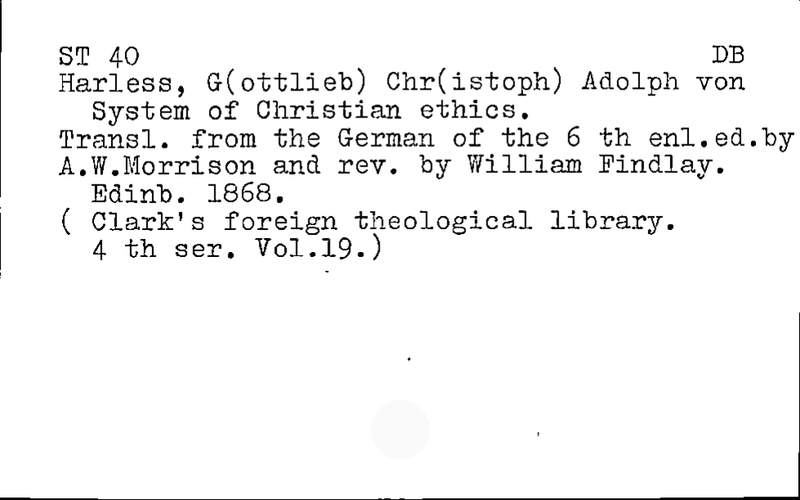 ST 40 DB
Harless, G(ottlieb) Chr(istoph) Adolph von
System of Christian ethics.
Transl. from the German of the 6 th enl.ed.by
A.W.Morrison and rev. by William Findlay.
Edinb. 1868.
( Clark's foreign theological library.
4 th ser. Vol.19.)